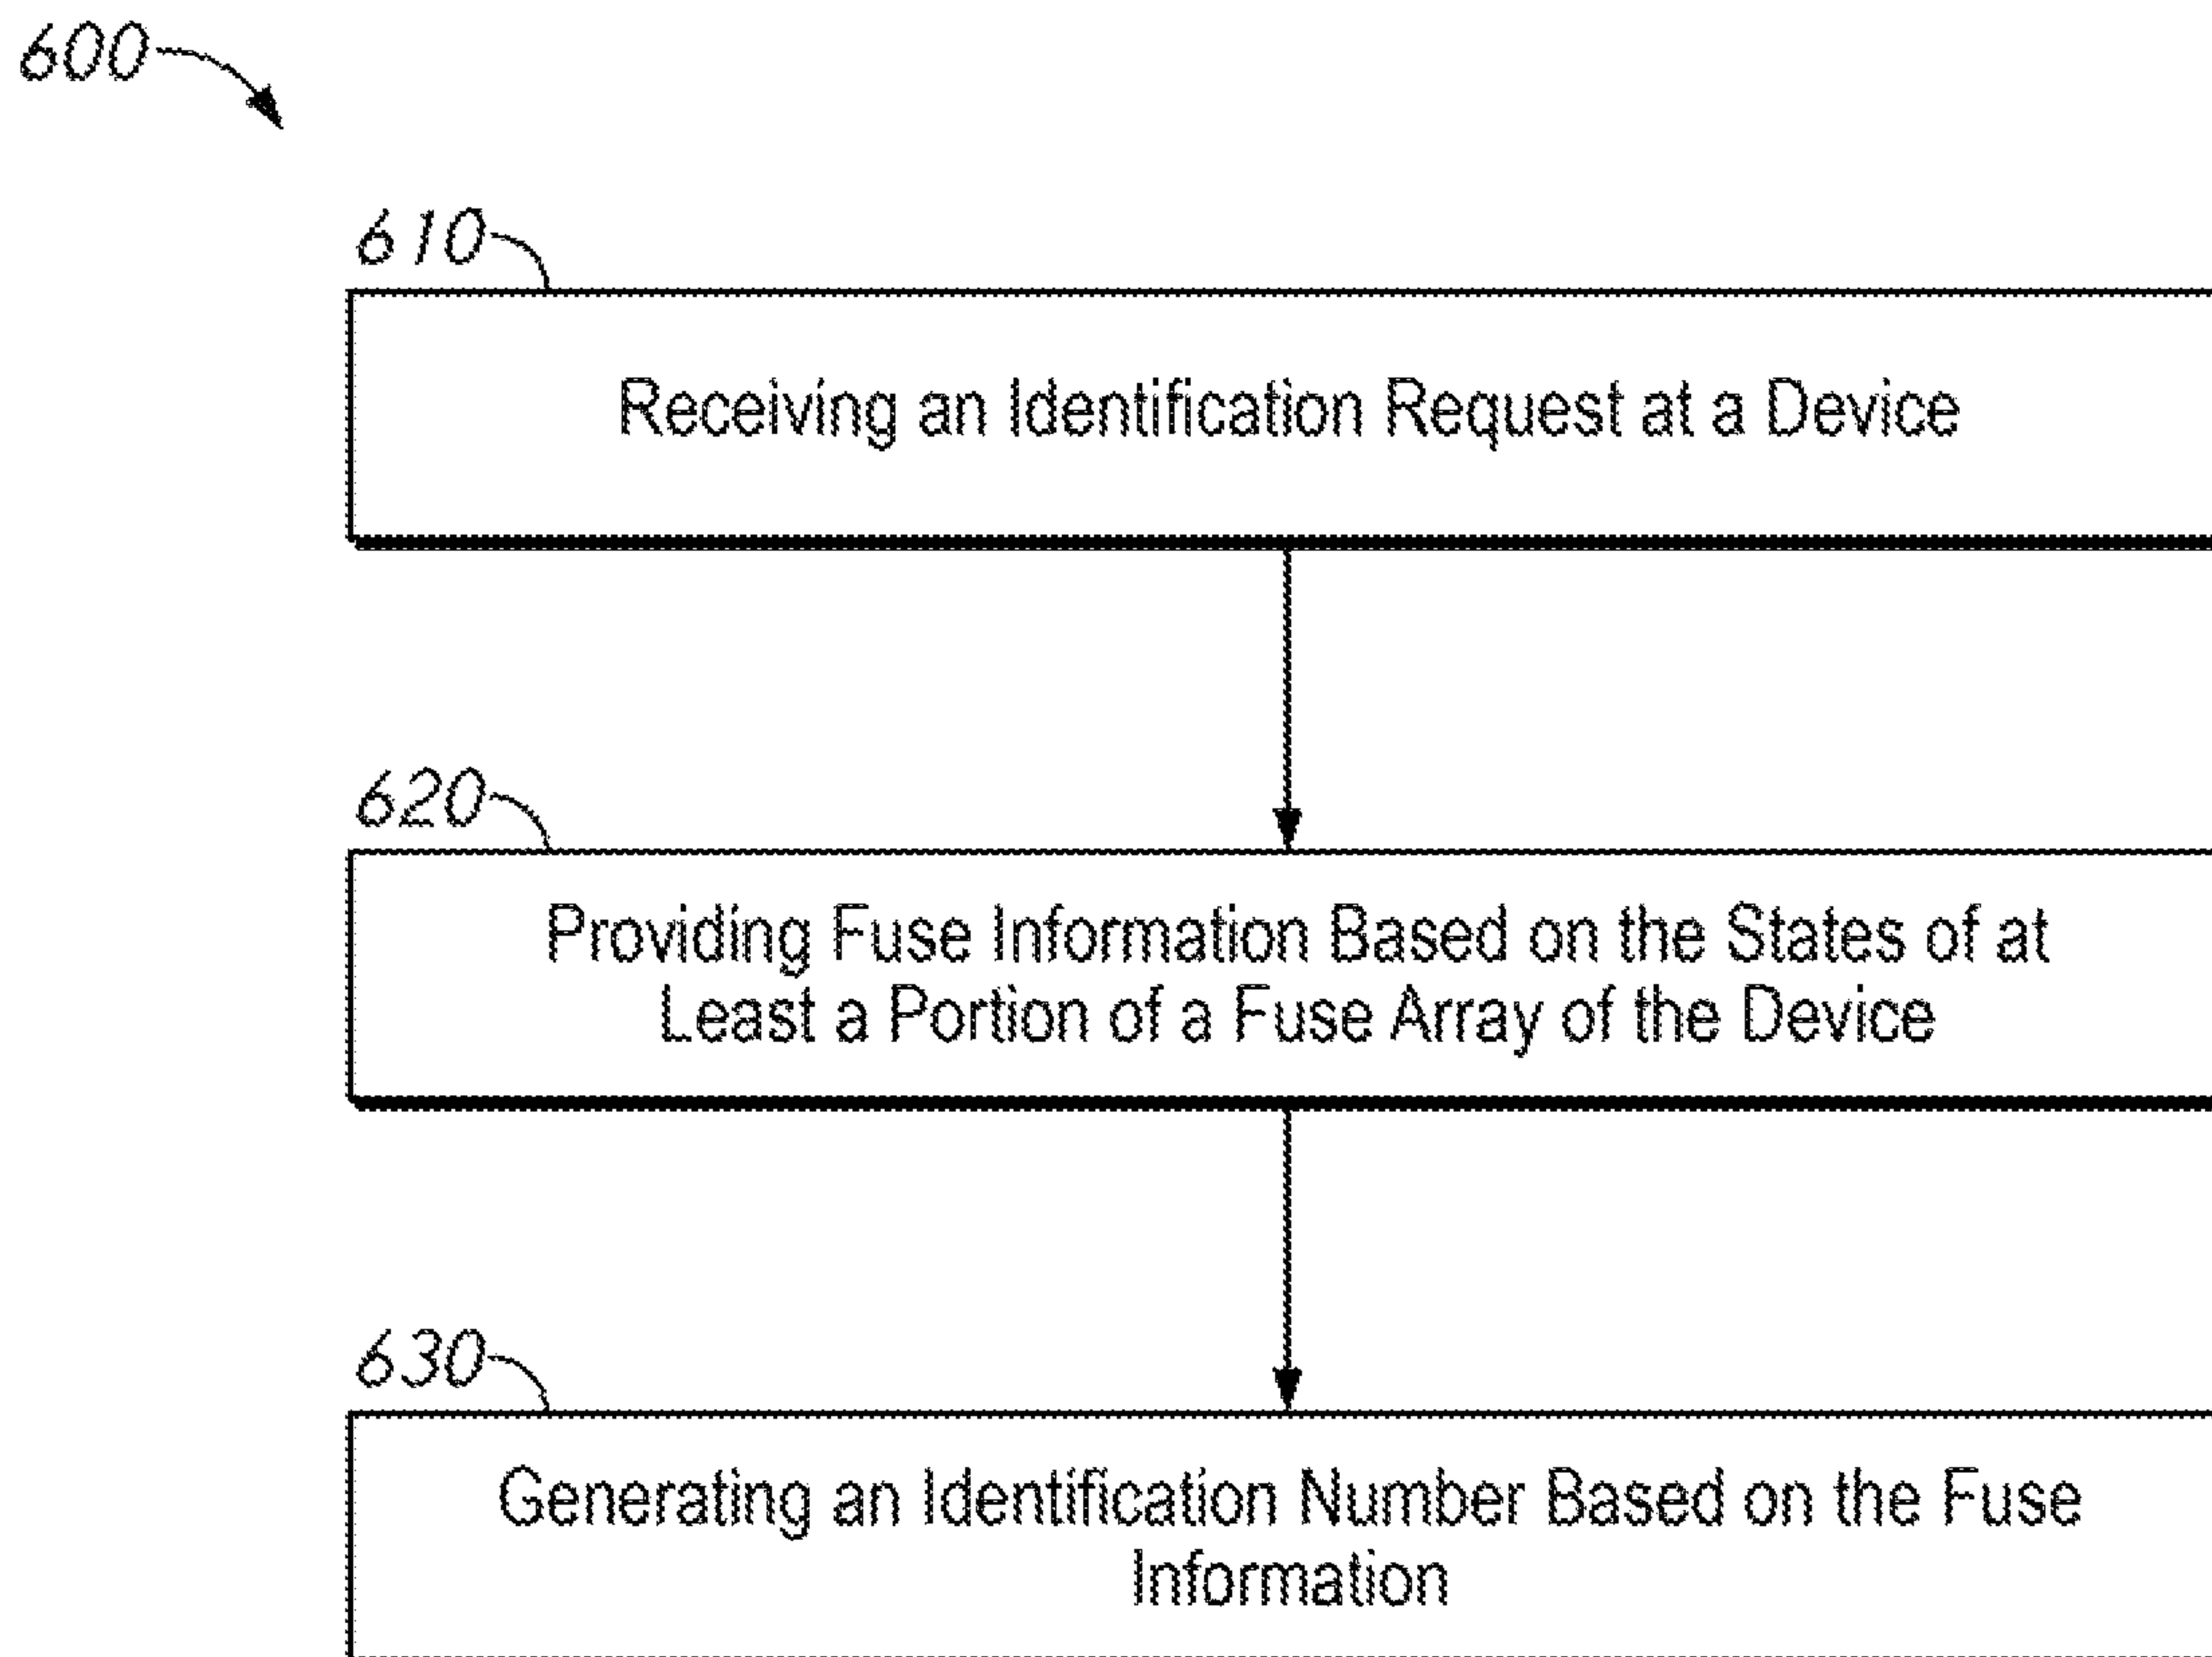 600
610
Receiving an Identification Request at a Device
620
Providing Fuse Information Based on the States of at
Least a Portion of a Fuse Array of the Device
630
Generating an Identification Number Based on the Fuse
Information